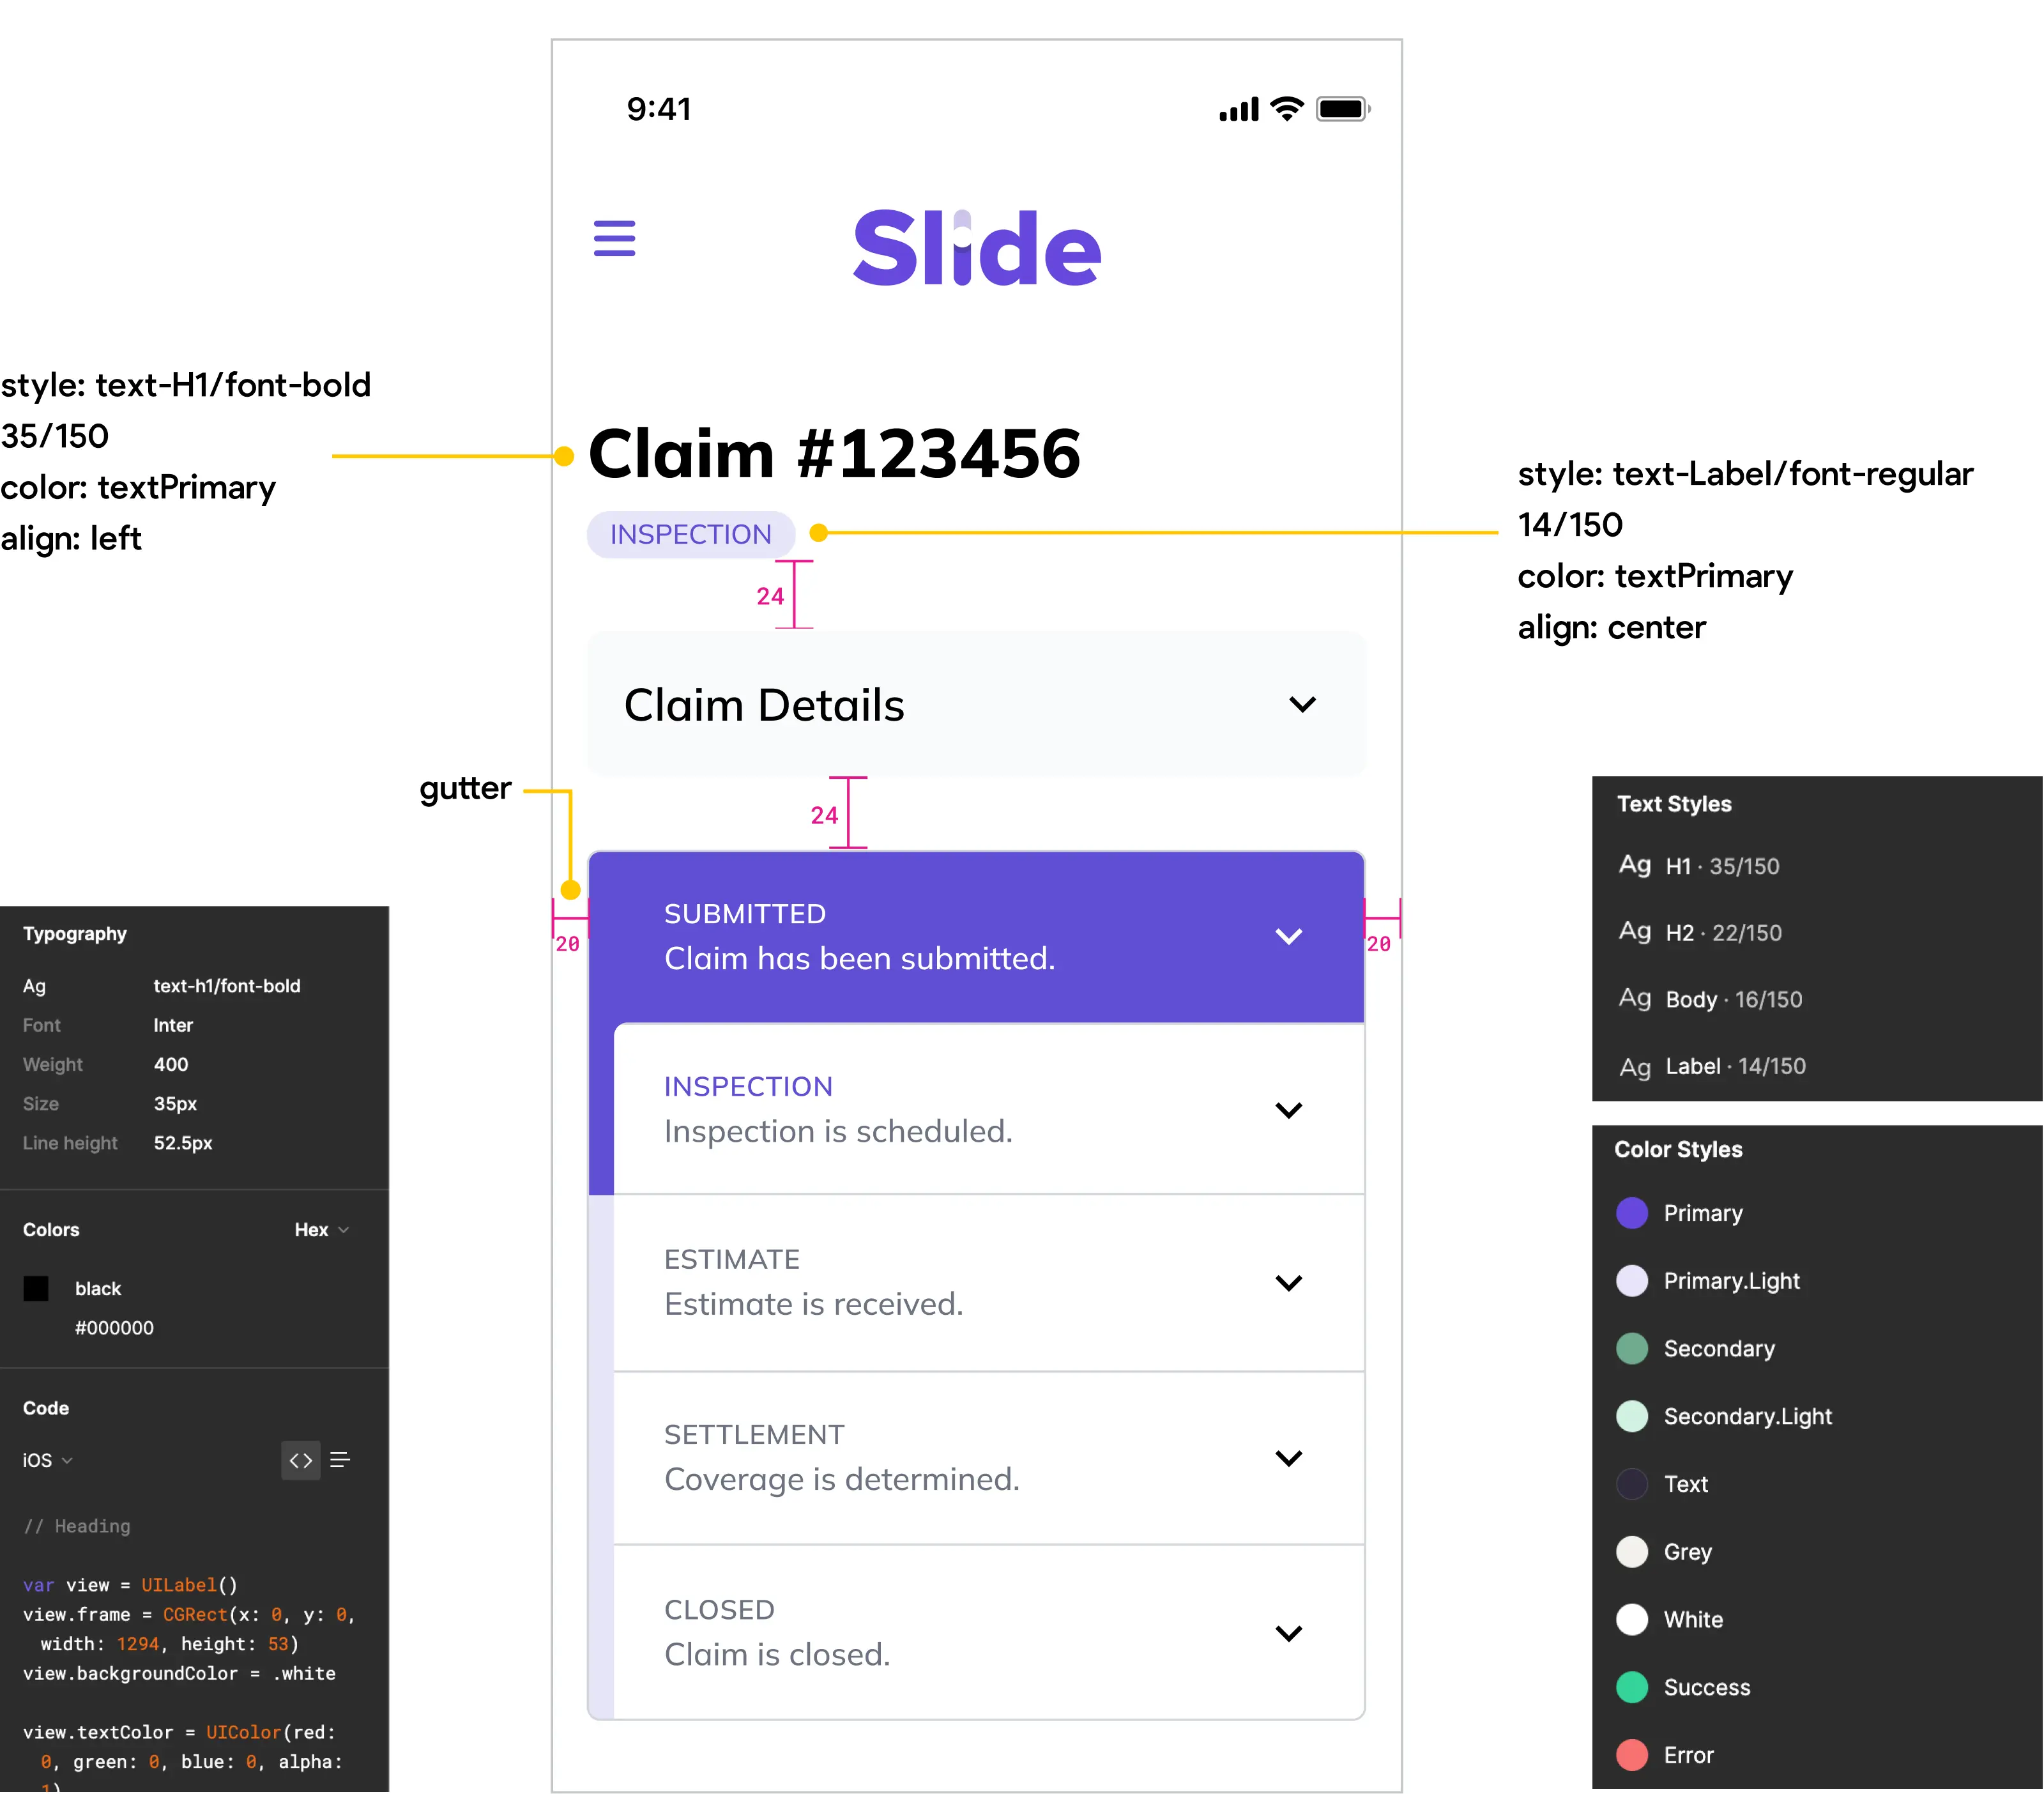 9:41
Slide
style: text-H1/font-bold
35/150
color: textPrimary
align: left
Claim #123456
INSPECTION
style: text-Label/font-regular
14/150
color: textPrimary
align: center
24
Claim Details
gutter
24
20
20
SUBMITTED
Claim has been submitted.
INSPECTION
Inspection is scheduled.
ESTIMATE
Estimate is received.
SETTLEMENT
Coverage is determined.
CLOSED
Claim is closed.
Typography
Ag text-h1/font-bold
Font Inter
Weight 400
Size 35px
Line height 52.5px
Colors Hex
black
#000000
Code
iOS
// Heading
var view = UILabel()
view.frame = CGRect(x: 0, y: 0,
width: 1294, height: 53)
view.backgroundColor = .white
view.textColor = UIColor(red:
0, green: 0, blue: 0, alpha:
1)
Text Styles
Ag H1 · 35/150
Ag H2 · 22/150
Ag Body · 16/150
Ag Label · 14/150
Color Styles
Primary
Primary.Light
Secondary
Secondary.Light
Text
Grey
White
Success
Error